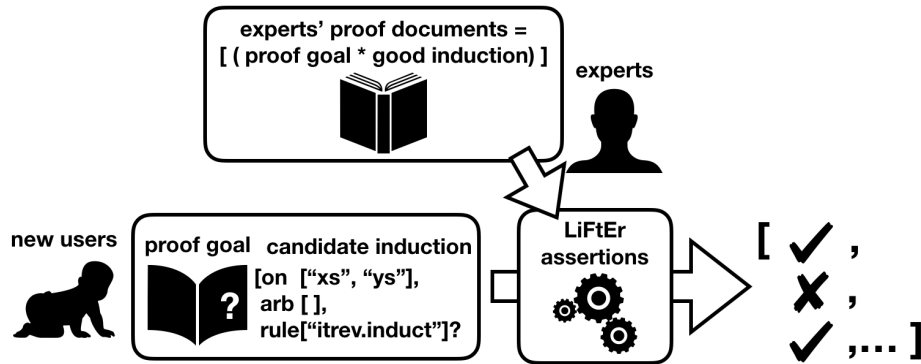 experts' proof documents =
[ ( proof goal * good induction) ]
experts
new users
proof goal
?
candidate induction
[on ["xs", "ys"],
arb [ ],
rule["itrev.induct"]?
LiFtEr
assertions
[ ✔ ,
✘ ,
✔ ,... ]